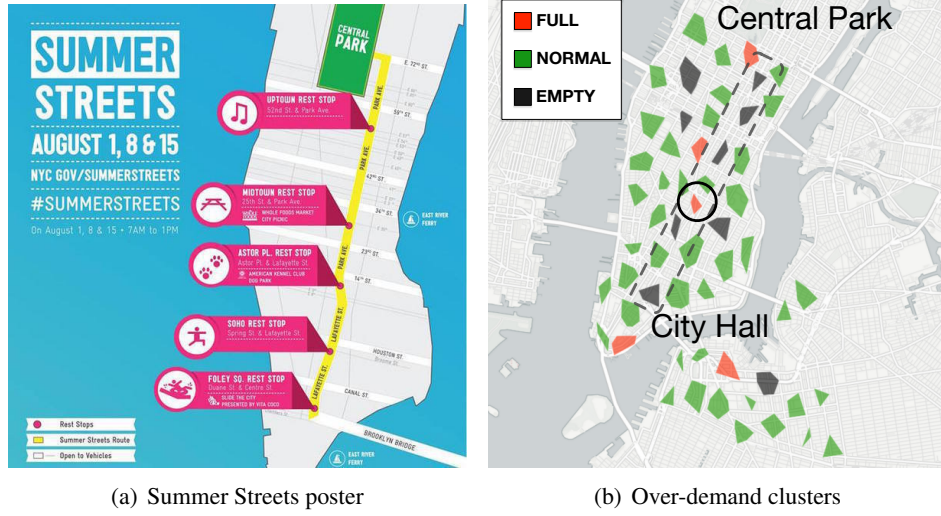 SUMMER
STREETS
AUGUST 1, 8 & 15
NYC GOV/SUMMERSTREETS
#SUMMERSTREETS
On August 1, 8 & 15 • 7AM to 1PM
CENTRAL
PARK
E. 72ND ST.
PARK AVE.
59TH ST.
UPTOWN REST STOP
52nd St. & Park Ave.
PARK AVE.
42ND ST.
MIDTOWN REST STOP
25th St. & Park Ave.
WHOLE FOODS MARKET
CITY PICNIC
34TH ST.
EAST RIVER
FERRY
PARK AVE.
23RD ST.
ASTOR PL. REST STOP
Astor Pl. & Lafayette St.
AMERICAN KENNEL CLUB
DOG PARK
14TH ST.
LAFAYETTE ST.
SOHO REST STOP
Spring St. & Lafayette St.
HOUSTON ST.
Broome St.
FOLEY SQ. REST STOP
Duane St. & Centre St.
SLIDE THE CITY
PRESENTED BY VITA COCO
LAFAYETTE ST.
CANAL ST.
BROOKLYN BRIDGE
EAST RIVER
FERRY
Rest Stops
Summer Streets Route
Open to Vehicles
(a) Summer Streets poster
FULL
NORMAL
EMPTY
Central Park
City Hall
(b) Over-demand clusters